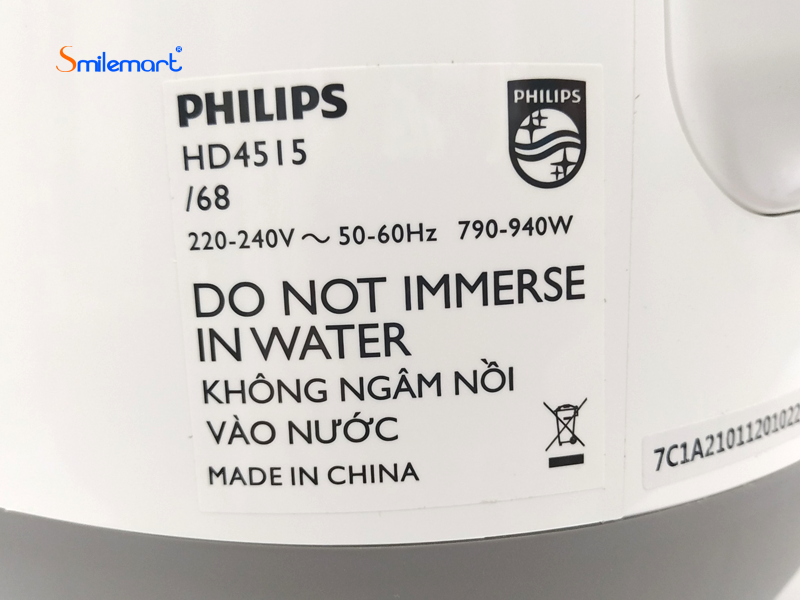 Smilemart®
PHILIPS
PHILIPS
HD4515
/68
220-240V ~ 50-60Hz 790-940W
DO NOT IMMERSE
IN WATER
KHÔNG NGÂM NỒI
VÀO NƯỚC
MADE IN CHINA
7C1A21011201022